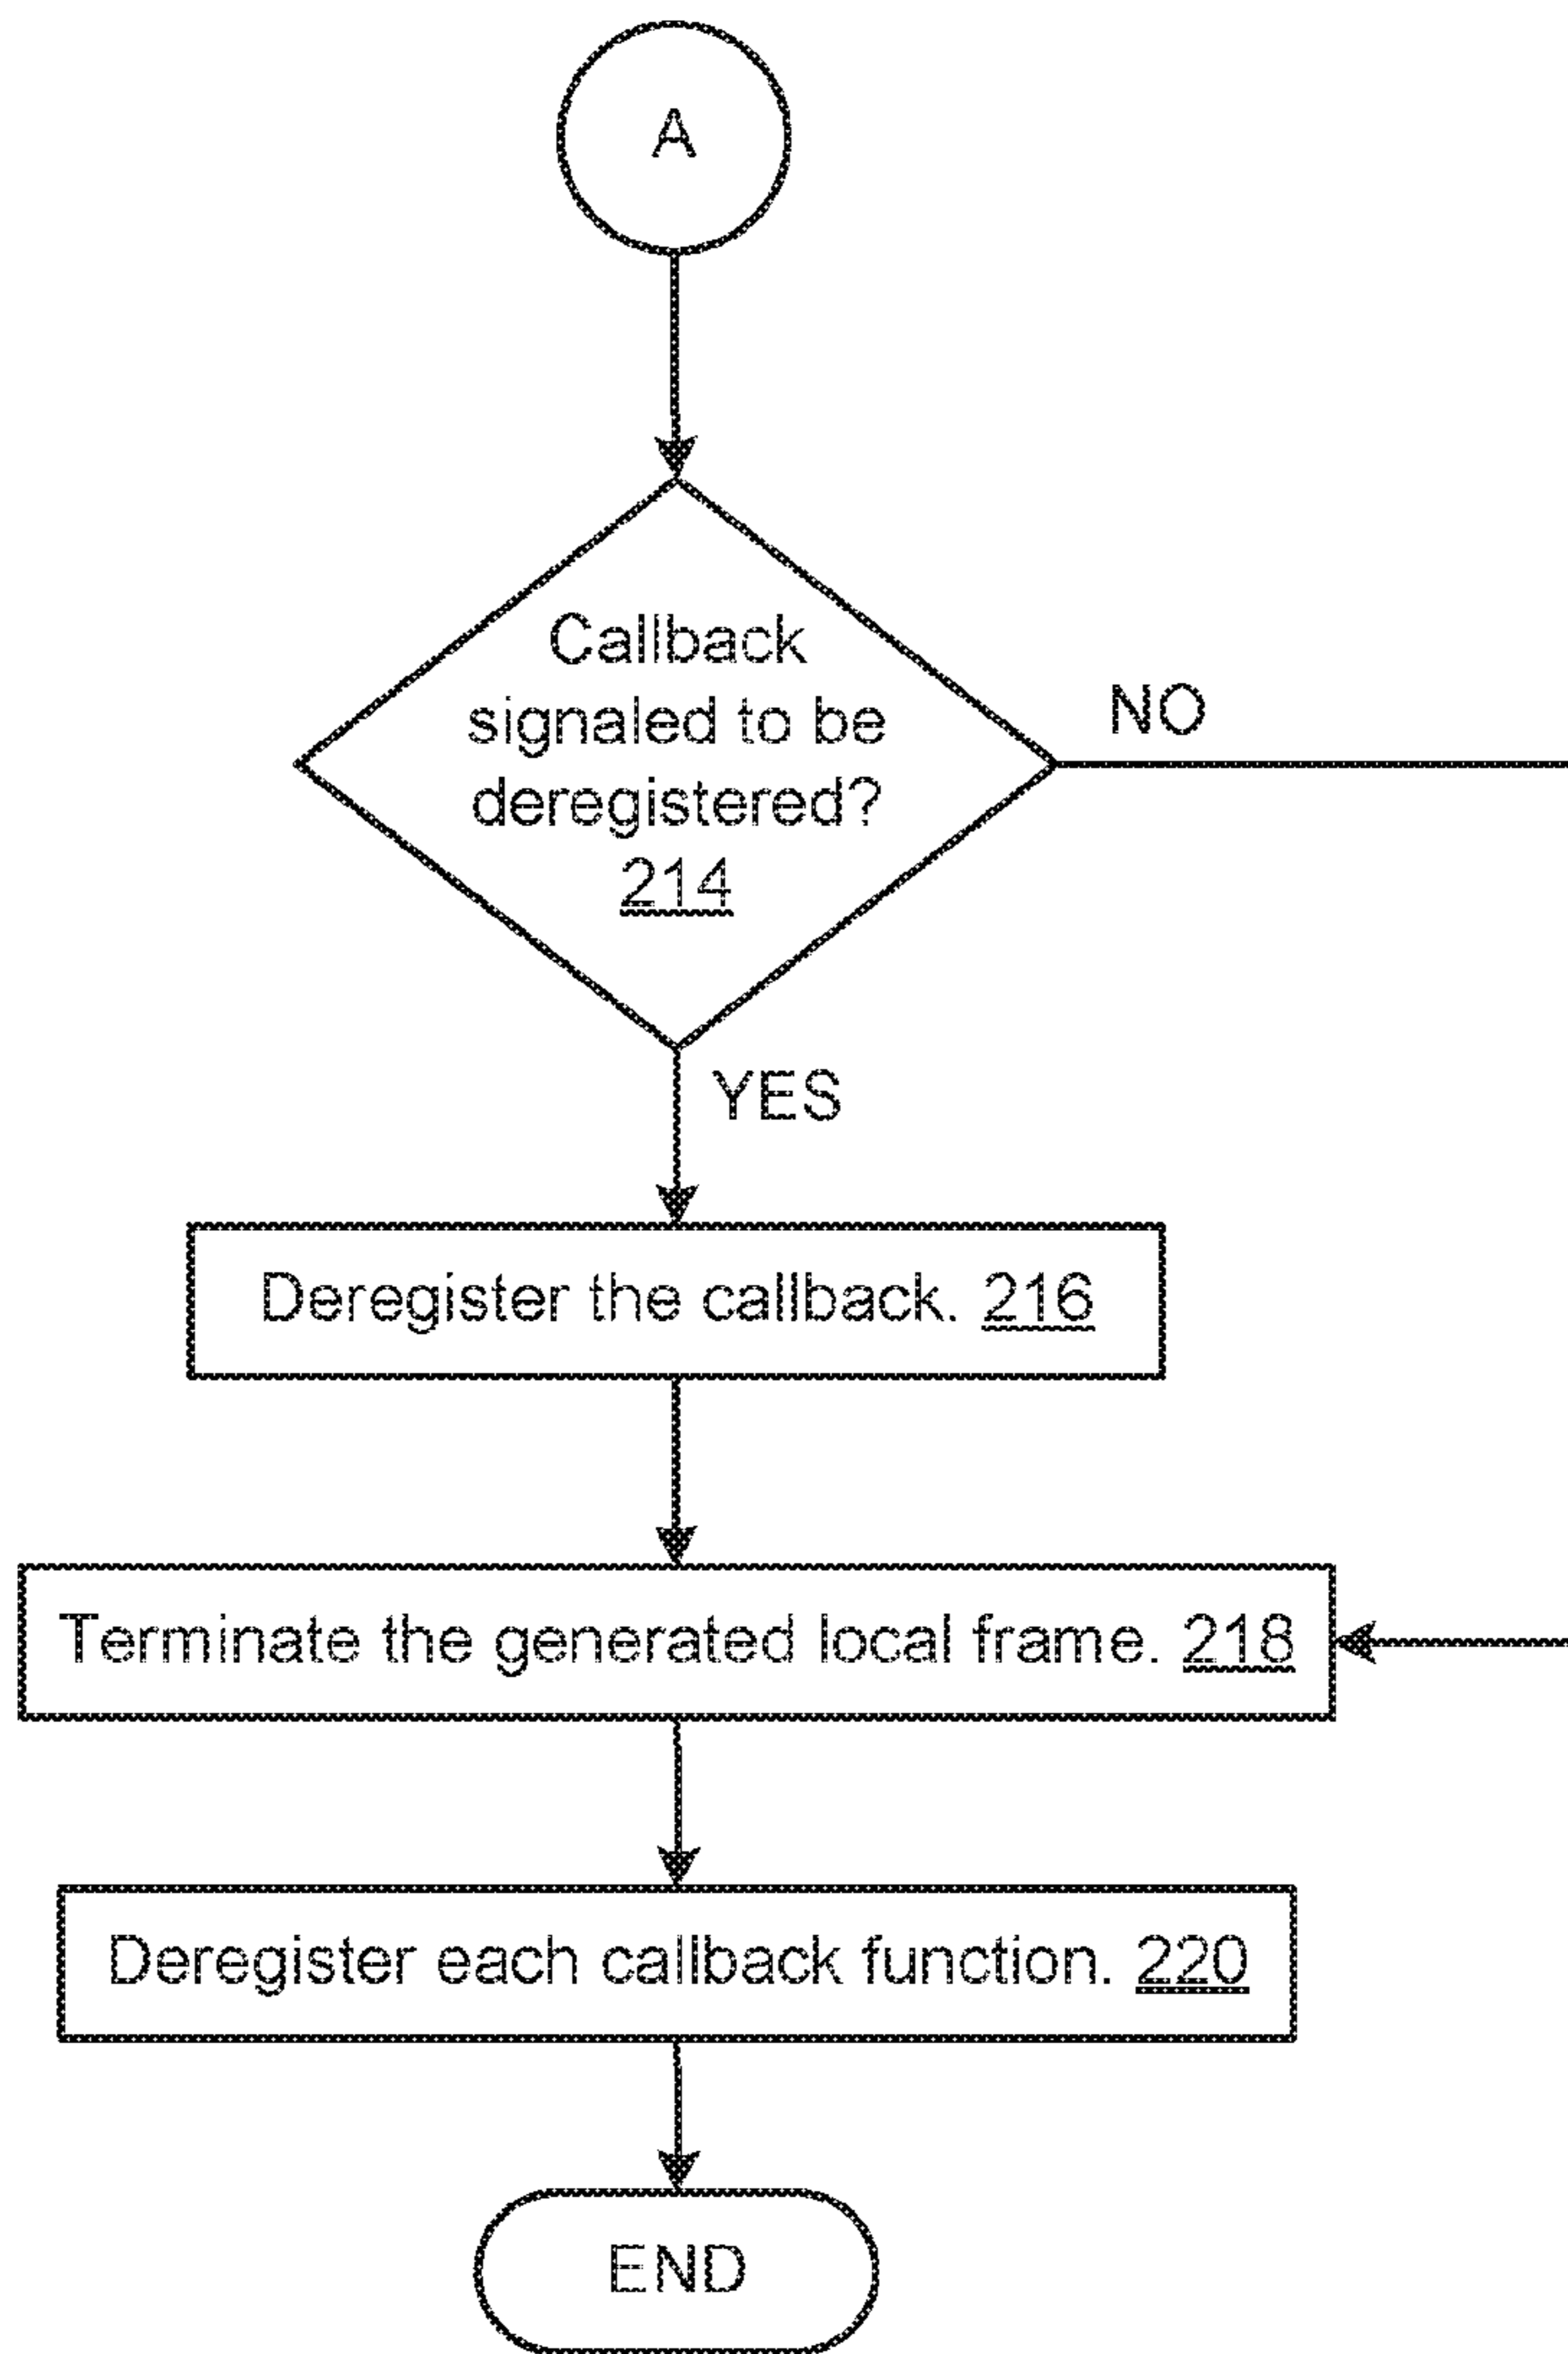 A
Callback
signaled to be
deregistered?
214
NO
YES
Deregister the callback. 216
Terminate the generated local frame. 218
Deregister each callback function. 220
END